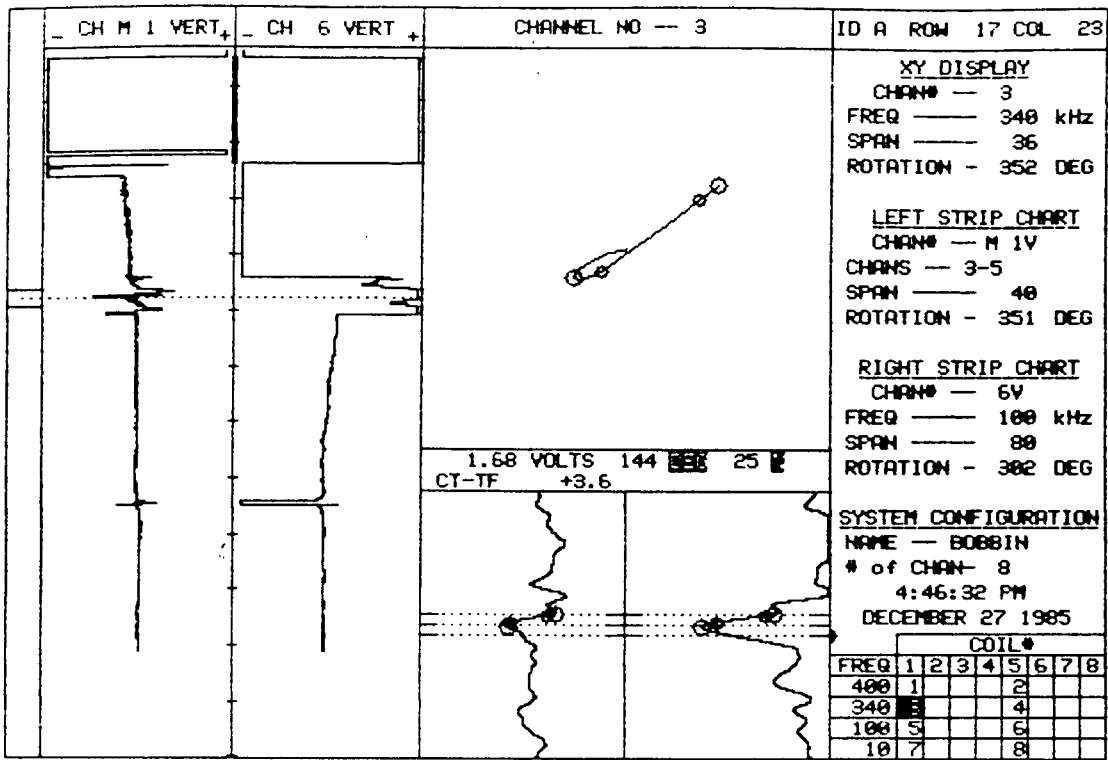 _ CH M 1 VERT +
_ CH 6 VERT +
CHANNEL NO -- 3
ID A ROW 17 COL 23
XY DISPLAY
CHAN# — 3
FREQ —— 340 kHz
SPAN —— 36
ROTATION - 352 DEG
LEFT STRIP CHART
CHAN# — M 1V
CHANS — 3-5
SPAN —— 40
ROTATION - 351 DEG
RIGHT STRIP CHART
CHAN# — 6V
FREQ —— 100 kHz
SPAN —— 80
ROTATION - 302 DEG
1.68 VOLTS 144 25
CT-TF +3.6
SYSTEM CONFIGURATION
NAME — BOBBIN
# of CHAN- 8
4:46:32 PM
DECEMBER 27 1985
COIL#
FREQ 1 2 3 4 5 6 7 8
400 1 2
340 4
100 5 6
10 7 8